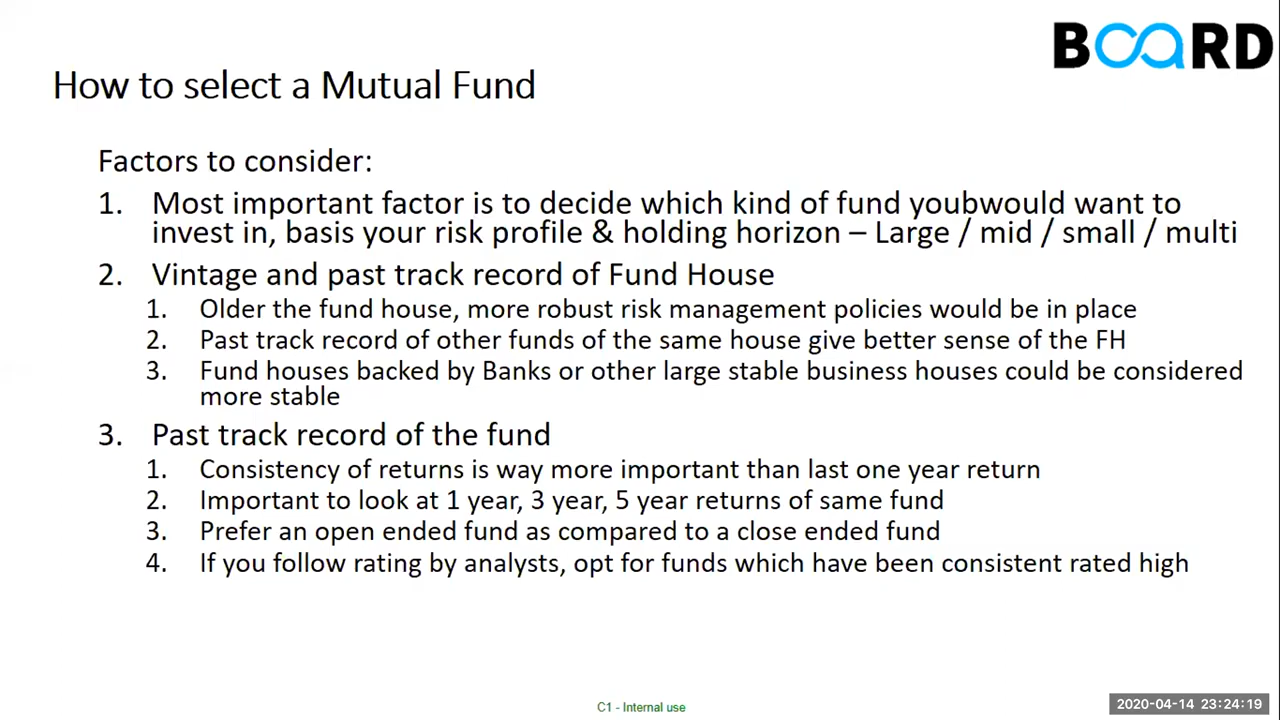 BOARD
How to select a Mutual Fund
Factors to consider:
1. Most important factor is to decide which kind of fund youbwould want to
invest in, basis your risk profile & holding horizon – Large / mid / small / multi
2. Vintage and past track record of Fund House
1. Older the fund house, more robust risk management policies would be in place
2. Past track record of other funds of the same house give better sense of the FH
3. Fund houses backed by Banks or other large stable business houses could be considered
more stable
3. Past track record of the fund
1. Consistency of returns is way more important than last one year return
2. Important to look at 1 year, 3 year, 5 year returns of same fund
3. Prefer an open ended fund as compared to a close ended fund
4. If you follow rating by analysts, opt for funds which have been consistent rated high
C1 - Internal use
2020-04-14 23:24:19